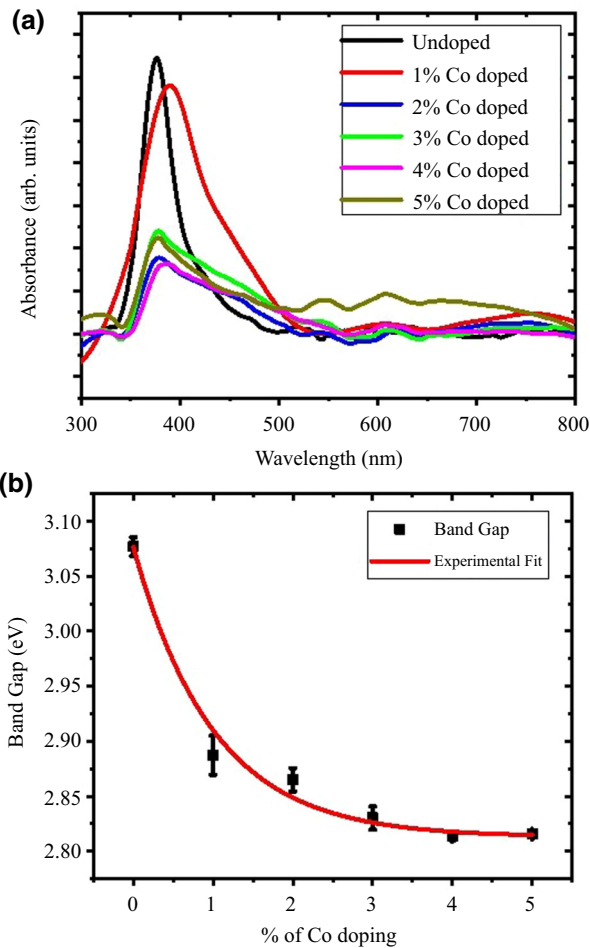 (a)
Undoped
1% Co doped
2% Co doped
3% Co doped
4% Co doped
5% Co doped
Absorbance (arb. units)
300 400 500 600 700 800
Wavelength (nm)
(b)
3.10
3.05
3.00
2.95
2.90
2.85
2.80
Band Gap
Experimental Fit
Band Gap (eV)
0 1 2 3 4 5
% of Co doping